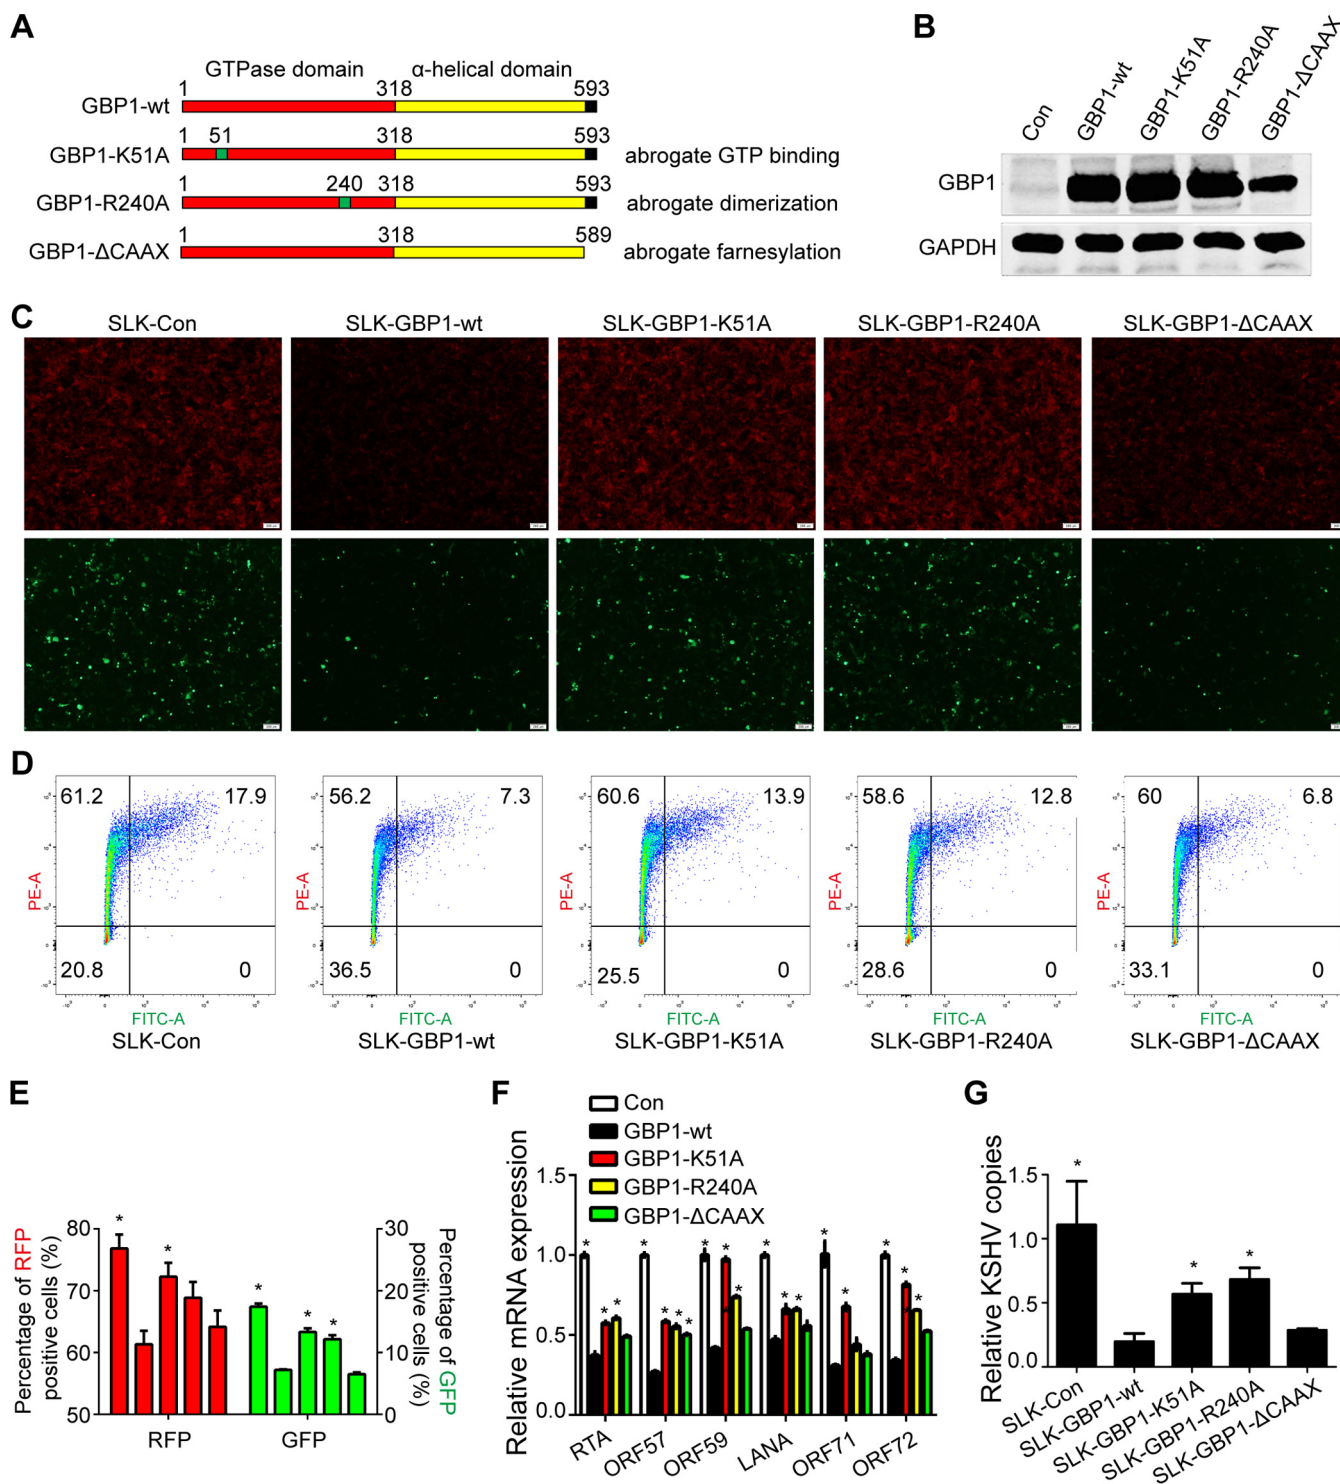 A
GTPase domain α-helical domain
1 318 593
GBP1-wt
1 51 318 593
GBP1-K51A abrogate GTP binding
1 240 318 593
GBP1-R240A abrogate dimerization
1 318 589
GBP1-ΔCAAX abrogate farnesylation
B
Con GBP1-wt GBP1-K51A GBP1-R240A GBP1-ΔCAAX
GBP1
GAPDH
C
SLK-Con SLK-GBP1-wt SLK-GBP1-K51A SLK-GBP1-R240A SLK-GBP1-ΔCAAX
D
61.2 17.9
20.8 0
PE-A
FITC-A
SLK-Con
56.2 7.3
36.5 0
PE-A
FITC-A
SLK-GBP1-wt
60.6 13.9
25.5 0
PE-A
FITC-A
SLK-GBP1-K51A
58.6 12.8
28.6 0
PE-A
FITC-A
SLK-GBP1-R240A
60 6.8
33.1 0
PE-A
FITC-A
SLK-GBP1-ΔCAAX
E
Percentage of RFP
positive cells (%)
80
70
60
50
* * * * *
30
20
10
0
Percentage of GFP
positive cells (%)
RFP GFP
F
Con
GBP1-wt
GBP1-K51A
GBP1-R240A
GBP1-ΔCAAX
Relative mRNA expression
1.5
1.0
0.5
0.0
RTA ORF57 ORF59 LANA ORF71 ORF72
G
Relative KSHV copies
1.5
1.0
0.5
0.0
* * *
SLK-Con
SLK-GBP1-wt
SLK-GBP1-K51A
SLK-GBP1-R240A
SLK-GBP1-ΔCAAX